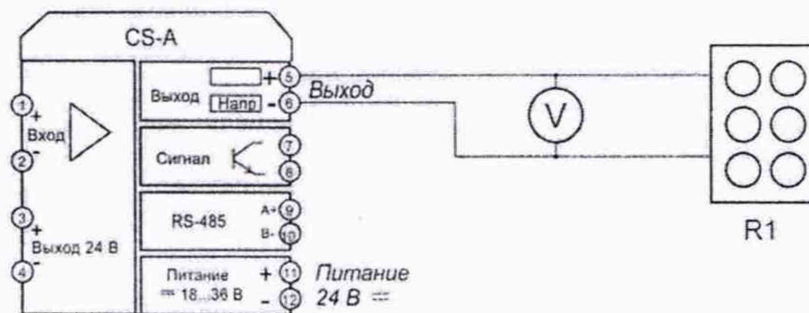 CS-A
1
+
Вход
2
-
3
+
Выход 24 В
4
-
Выход
+
5
Напр
-
6
Выход
Сигнал
7
8
RS-485
A+
9
B-
10
Питание
18...36 В
+
11
-
12
Питание
24 В
V
R1